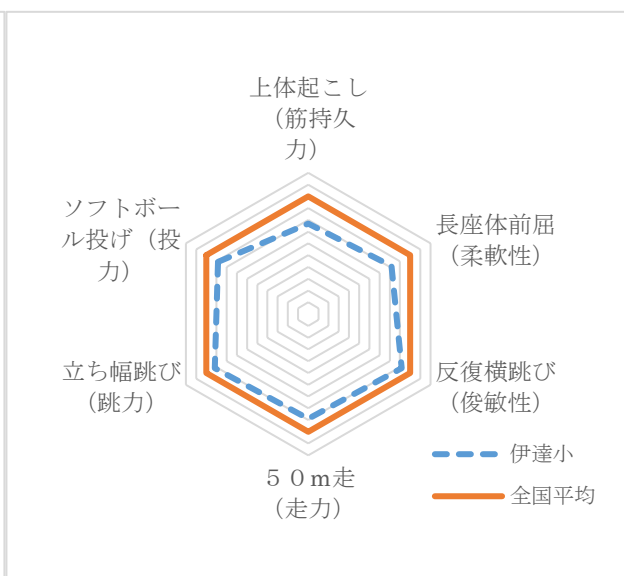 上体起こし
（筋持久
力）
長座体前屈
（柔軟性）
反復横跳び
（俊敏性）
５０ｍ走
（走力）
立ち幅跳び
（跳力）
ソフトボー
ル投げ（投
力）
伊達小
全国平均